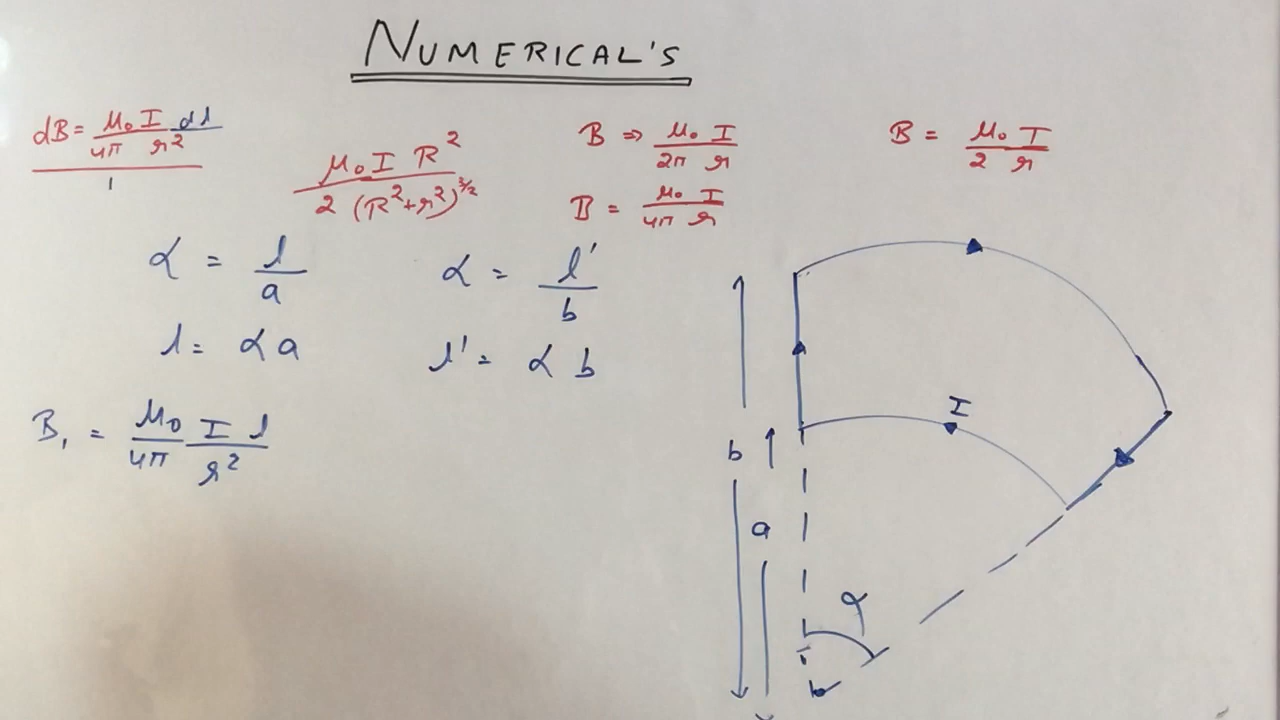 NUMERICAL'S
dB = μ₀ I dl / 4π r²
1
μ₀ I R² / 2 (R²+r²)^3/2
B ⇒ μ₀ I / 2π r
B = μ₀ I / 4π r
B = μ₀ I / 2 r
α = l / a
α = l' / b
l = α a
l' = α b
B₁ = μ₀ / 4π I l / r²
I
b
a
α